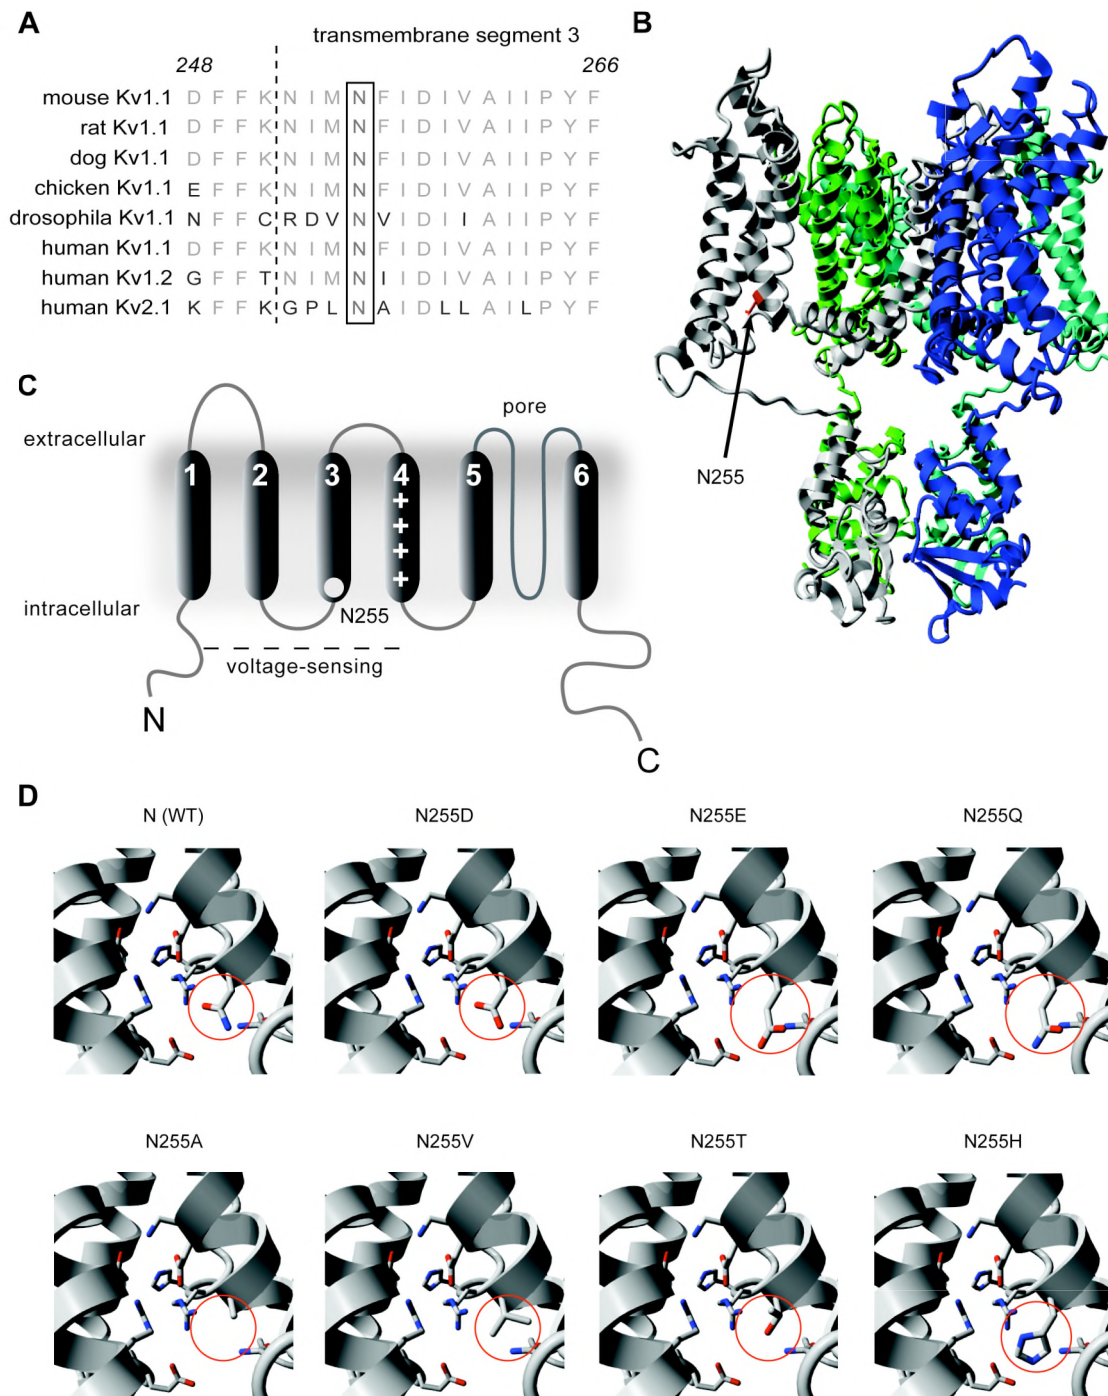 A
transmembrane segment 3
248 266
mouse Kv1.1 D F F K N I M N F I D I V A I I P Y F
rat Kv1.1 D F F K N I M N F I D I V A I I P Y F
dog Kv1.1 D F F K N I M N F I D I V A I I P Y F
chicken Kv1.1 E F F K N I M N F I D I V A I I P Y F
drosophila Kv1.1 N F F C R D V N V I D I I A I I P Y F
human Kv1.1 D F F K N I M N F I D I V A I I P Y F
human Kv1.2 G F F T N I M N I I D I V A I I P Y F
human Kv2.1 K F F K G P L N A I D L L A I L P Y F
B
N255
C
pore
extracellular
1 2 3 4 5 6
+
+
+
+
intracellular
N255
voltage-sensing
N
C
D
N (WT) N255D N255E N255Q
N255A N255V N255T N255H